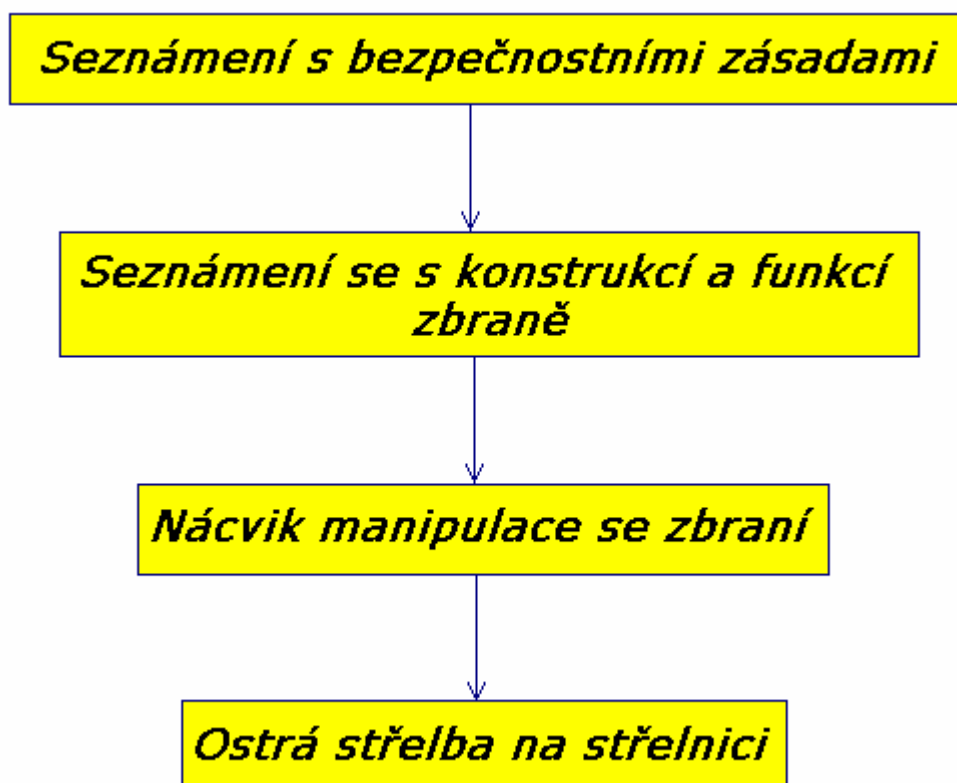 Seznámení s bezpečnostními zásadami
Seznámení se s konstrukcí a funkcí
zbraně
Nácvik manipulace se zbraní
Ostrá střelba na střelnici